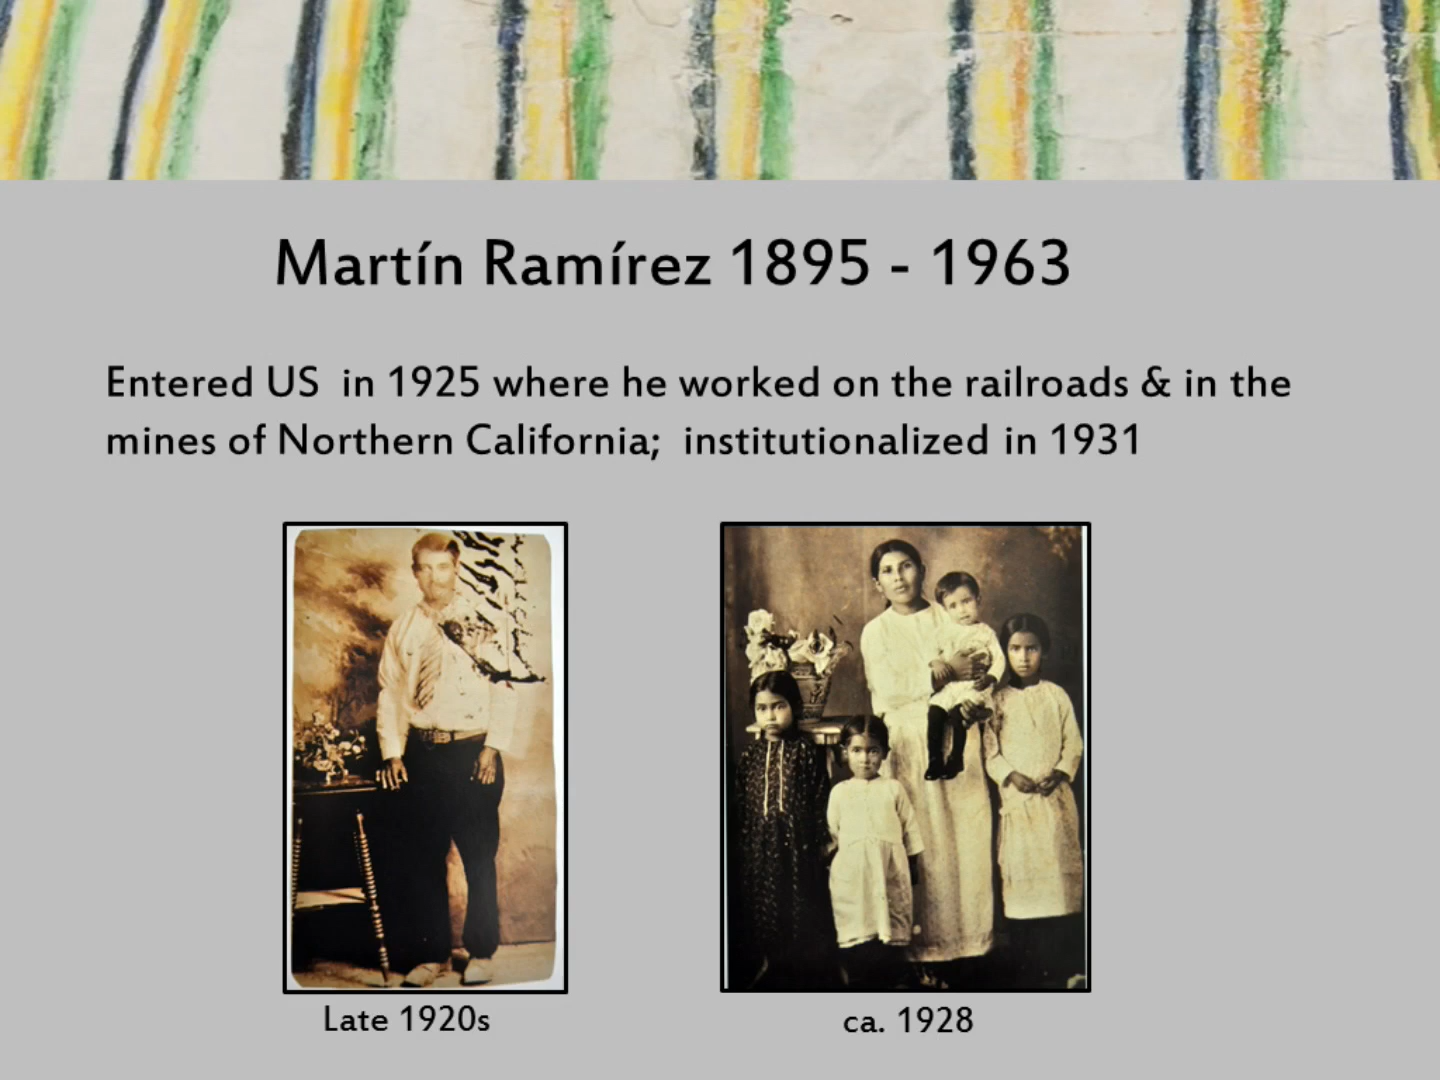 Martín Ramírez 1895 - 1963
Entered US in 1925 where he worked on the railroads & in the
mines of Northern California; institutionalized in 1931
Late 1920s
ca. 1928